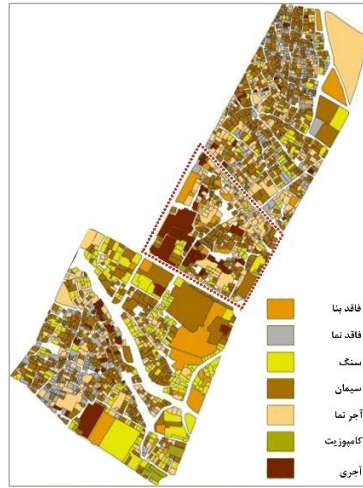 فاقد بنا
فاقد نما
سنگ
سیمان
آجر نما
کامپوزیت
آجری